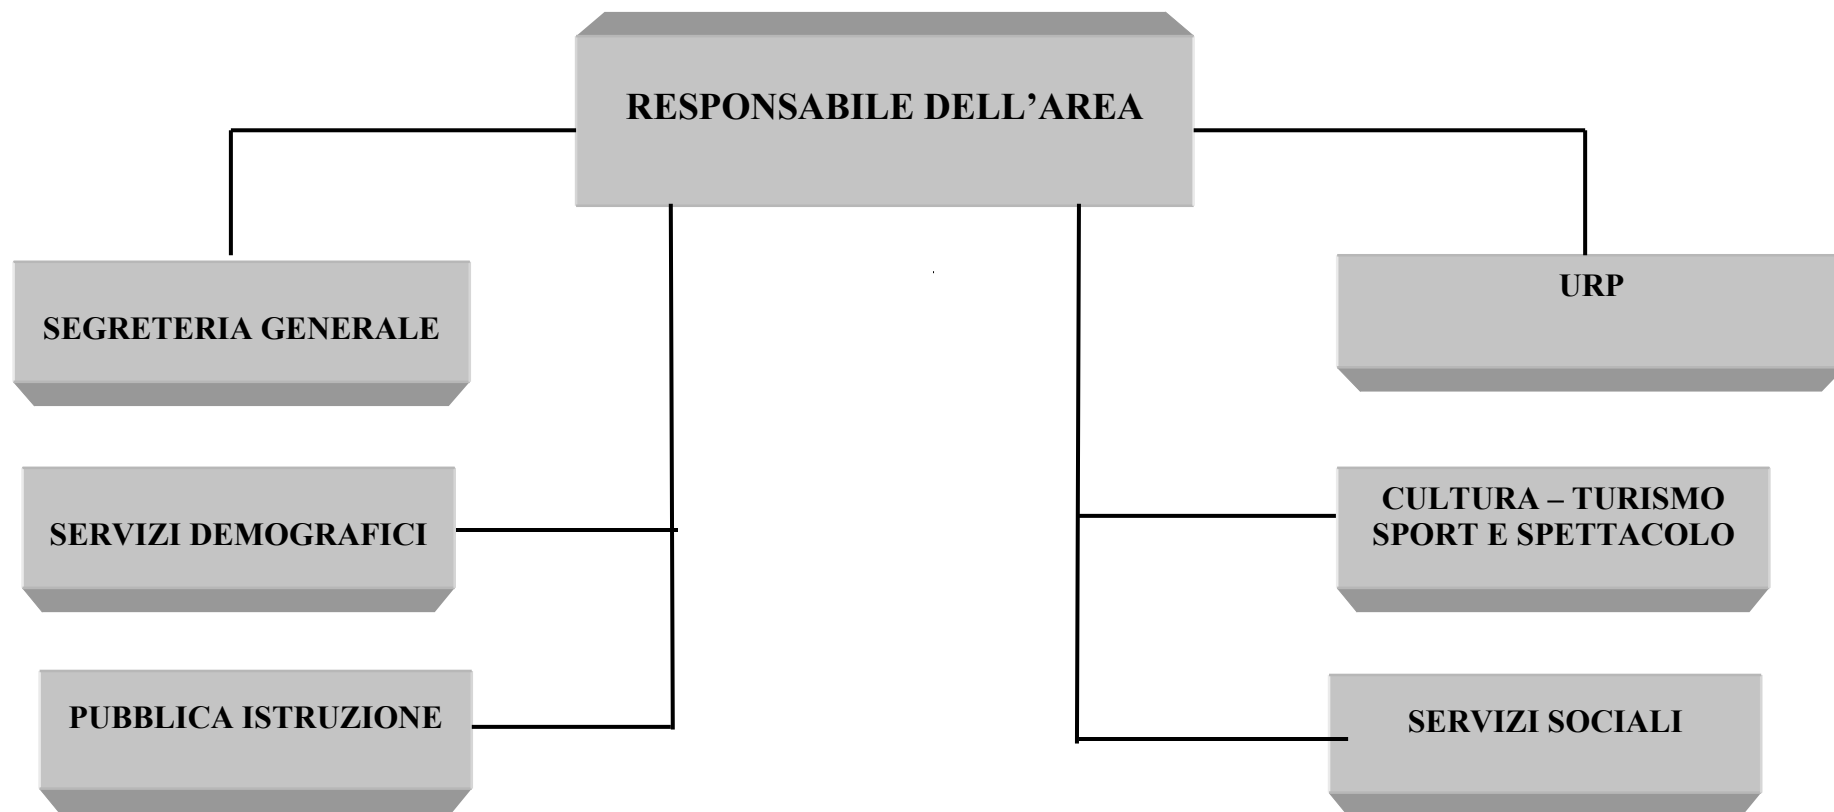 RESPONSABILE DELL’AREA
SEGRETERIA GENERALE
URP
SERVIZI DEMOGRAFICI
CULTURA – TURISMO
SPORT E SPETTACOLO
PUBBLICA ISTRUZIONE
SERVIZI SOCIALI